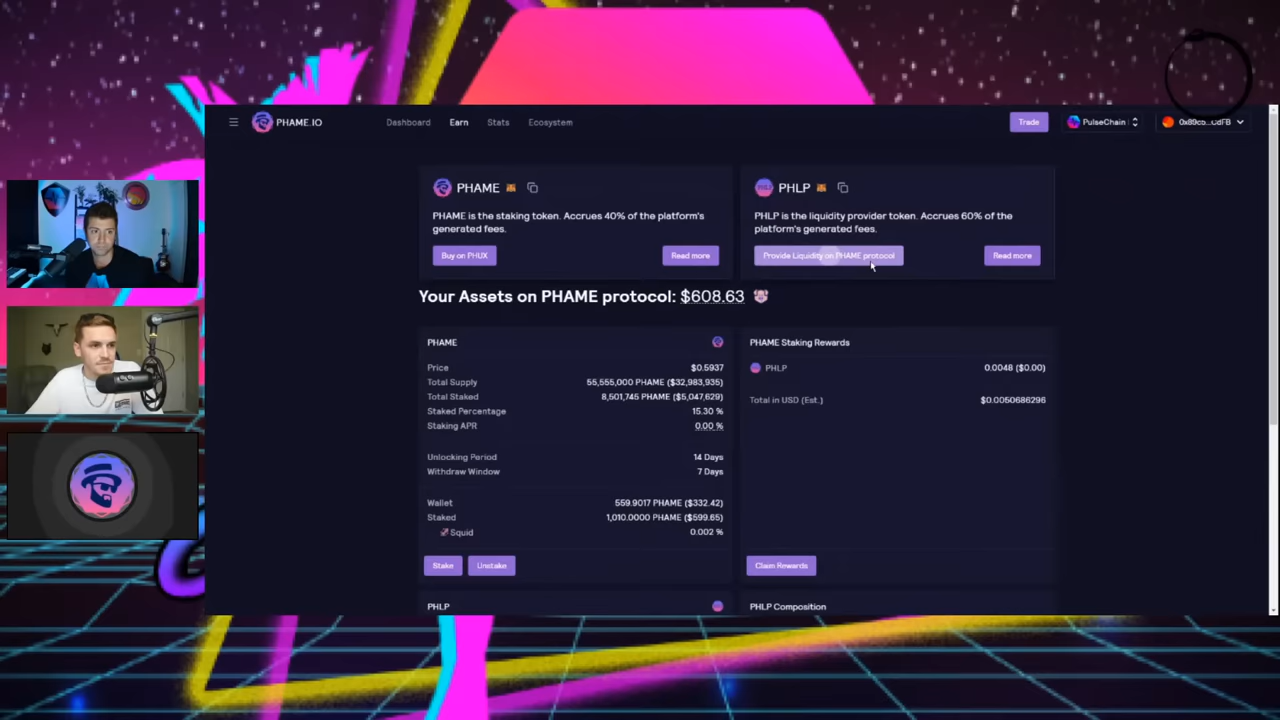 PHAME.IO
Dashboard
Earn
Stats
Ecosystem
Trade
PulseChain
PHAME
PHAME is the staking token. Accrues 40% of the platform's
generated fees.
Buy on PHUX
Read more
PHLP
PHLP is the liquidity provider token. Accrues 60% of the
platform's generated fees.
Provide Liquidity on PHAME protocol
Read more
Your Assets on PHAME protocol: $608.63
PHAME
Price $0.5937
Total Supply 55,555,000 PHAME ($32,983,935)
Total Staked 8,501,745 PHAME ($5,047,629)
Staked Percentage 15.30 %
Staking APR 0.00 %
Unlocking Period 14 Days
Withdraw Window 7 Days
Wallet 559.9017 PHAME ($332.42)
Staked 1,010.0000 PHAME ($599.65)
Squid 0.002 %
Stake
Unstake
PHAME Staking Rewards
PHLP 0.0048 ($0.00)
Total in USD (Est.) $0.0050686296
Claim Rewards
PHLP
PHLP Composition